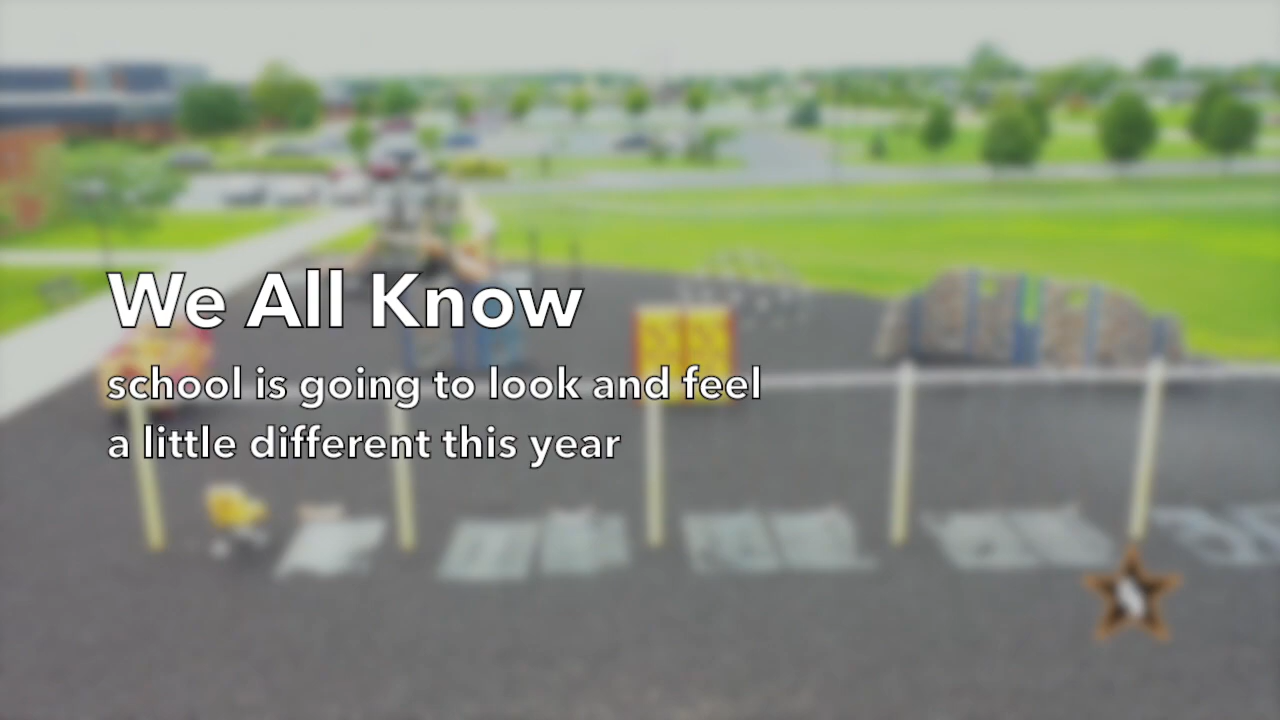 We All Know
school is going to look and feel
a little different this year